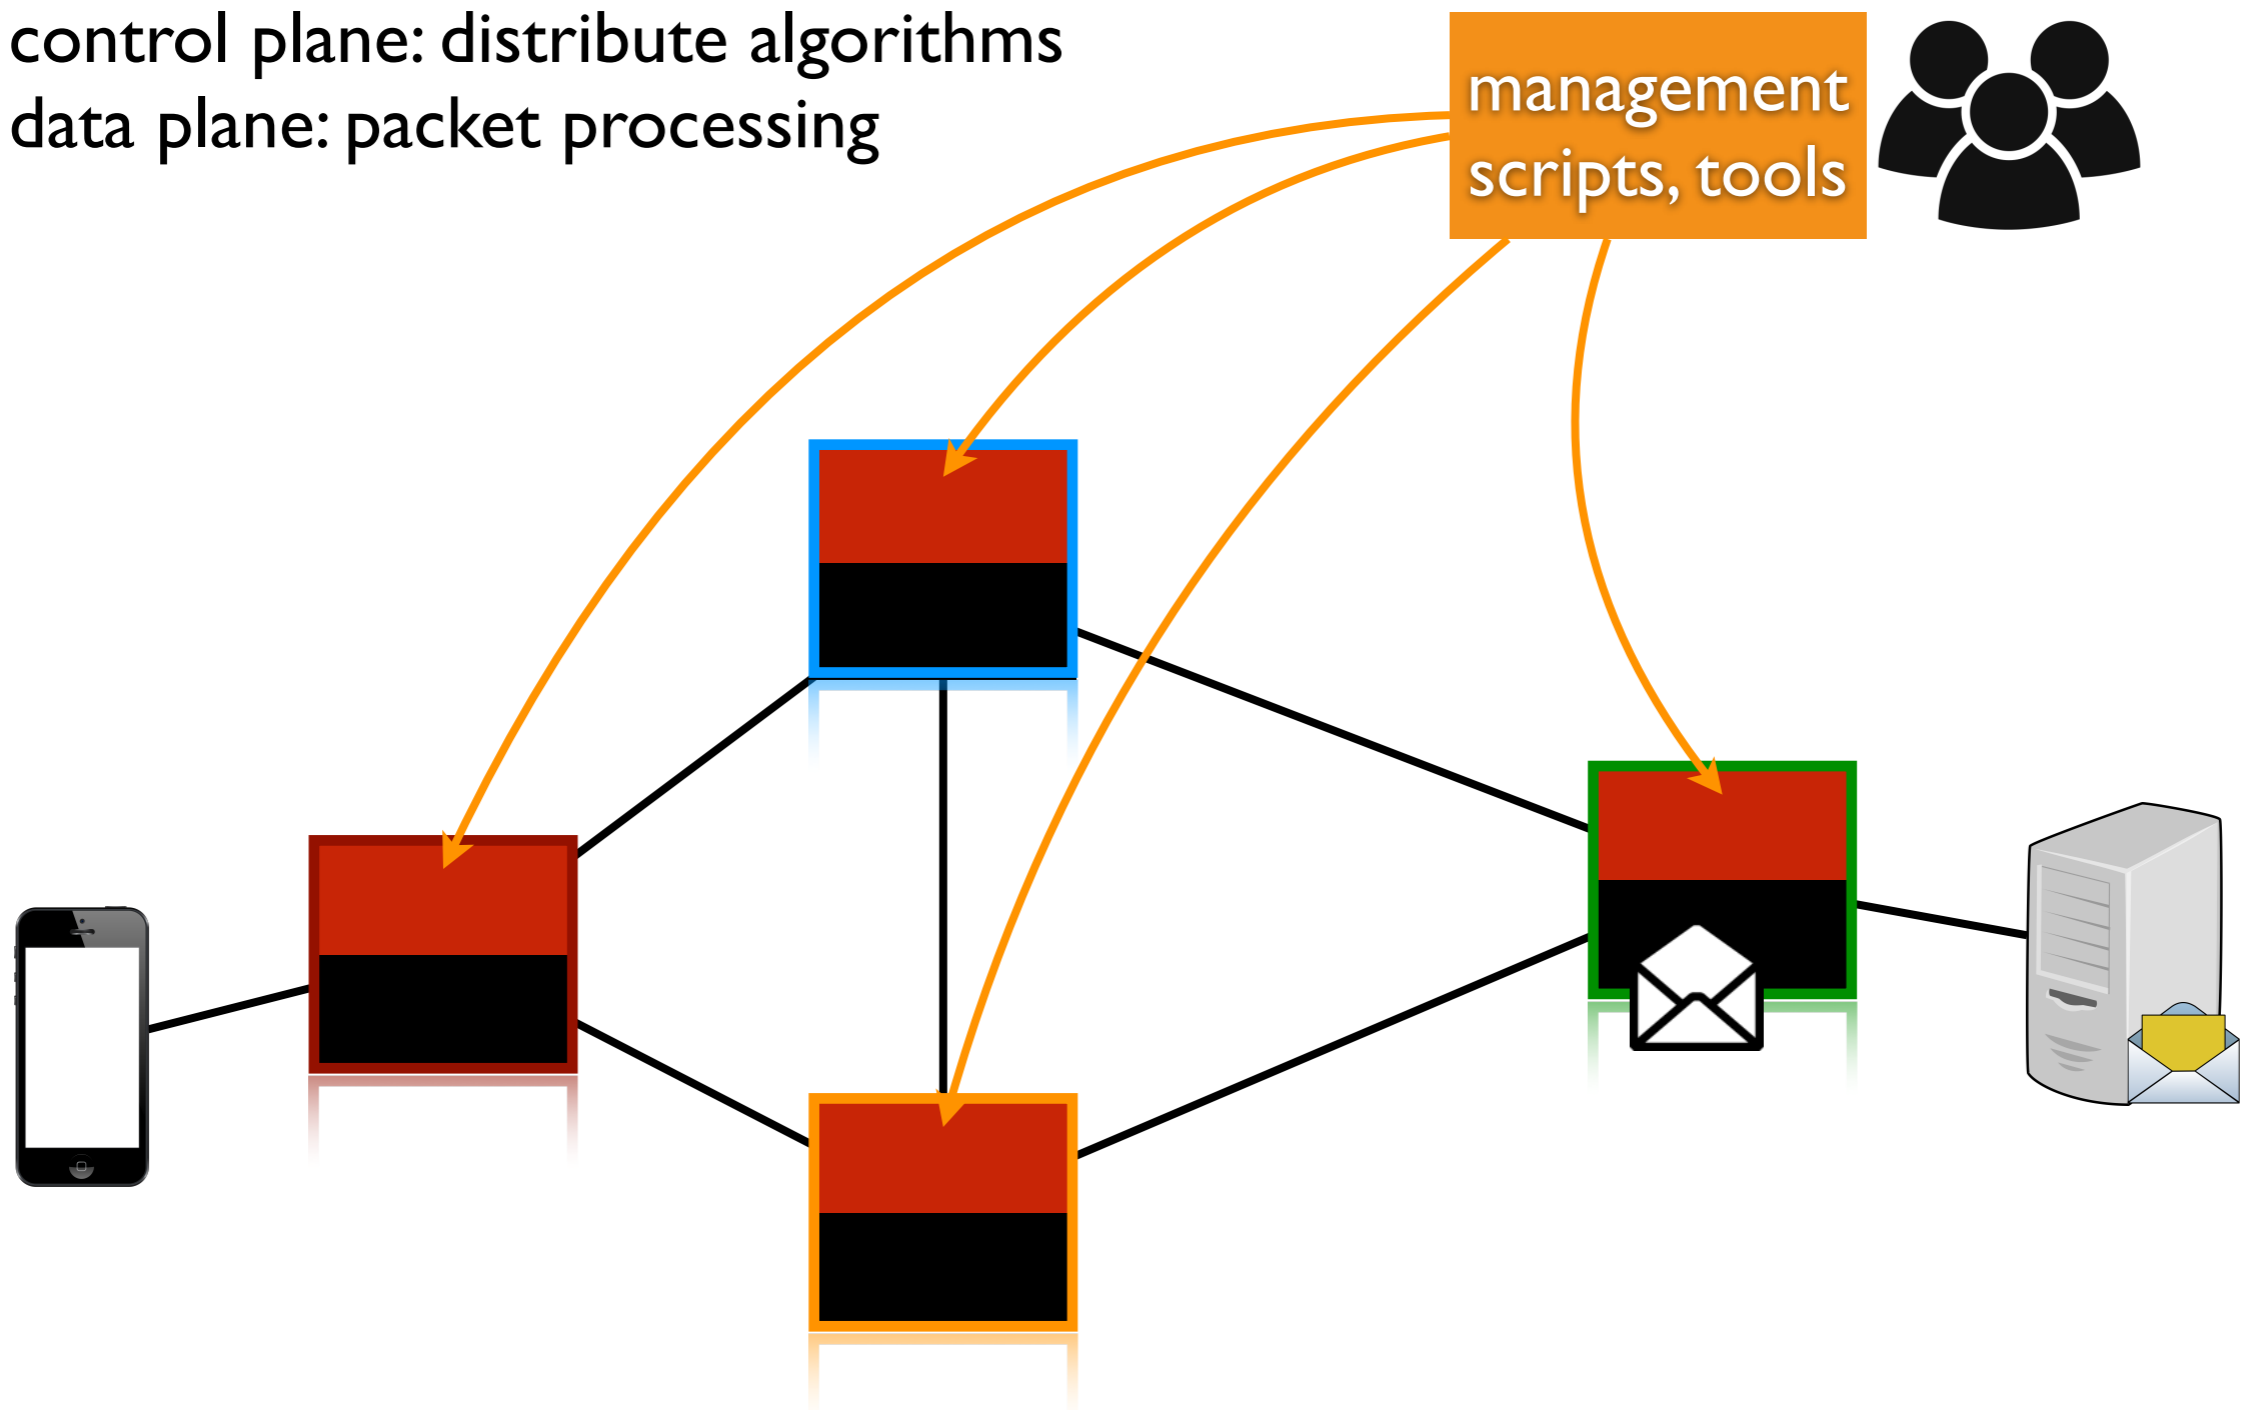 control plane: distribute algorithms
data plane: packet processing
management
scripts, tools